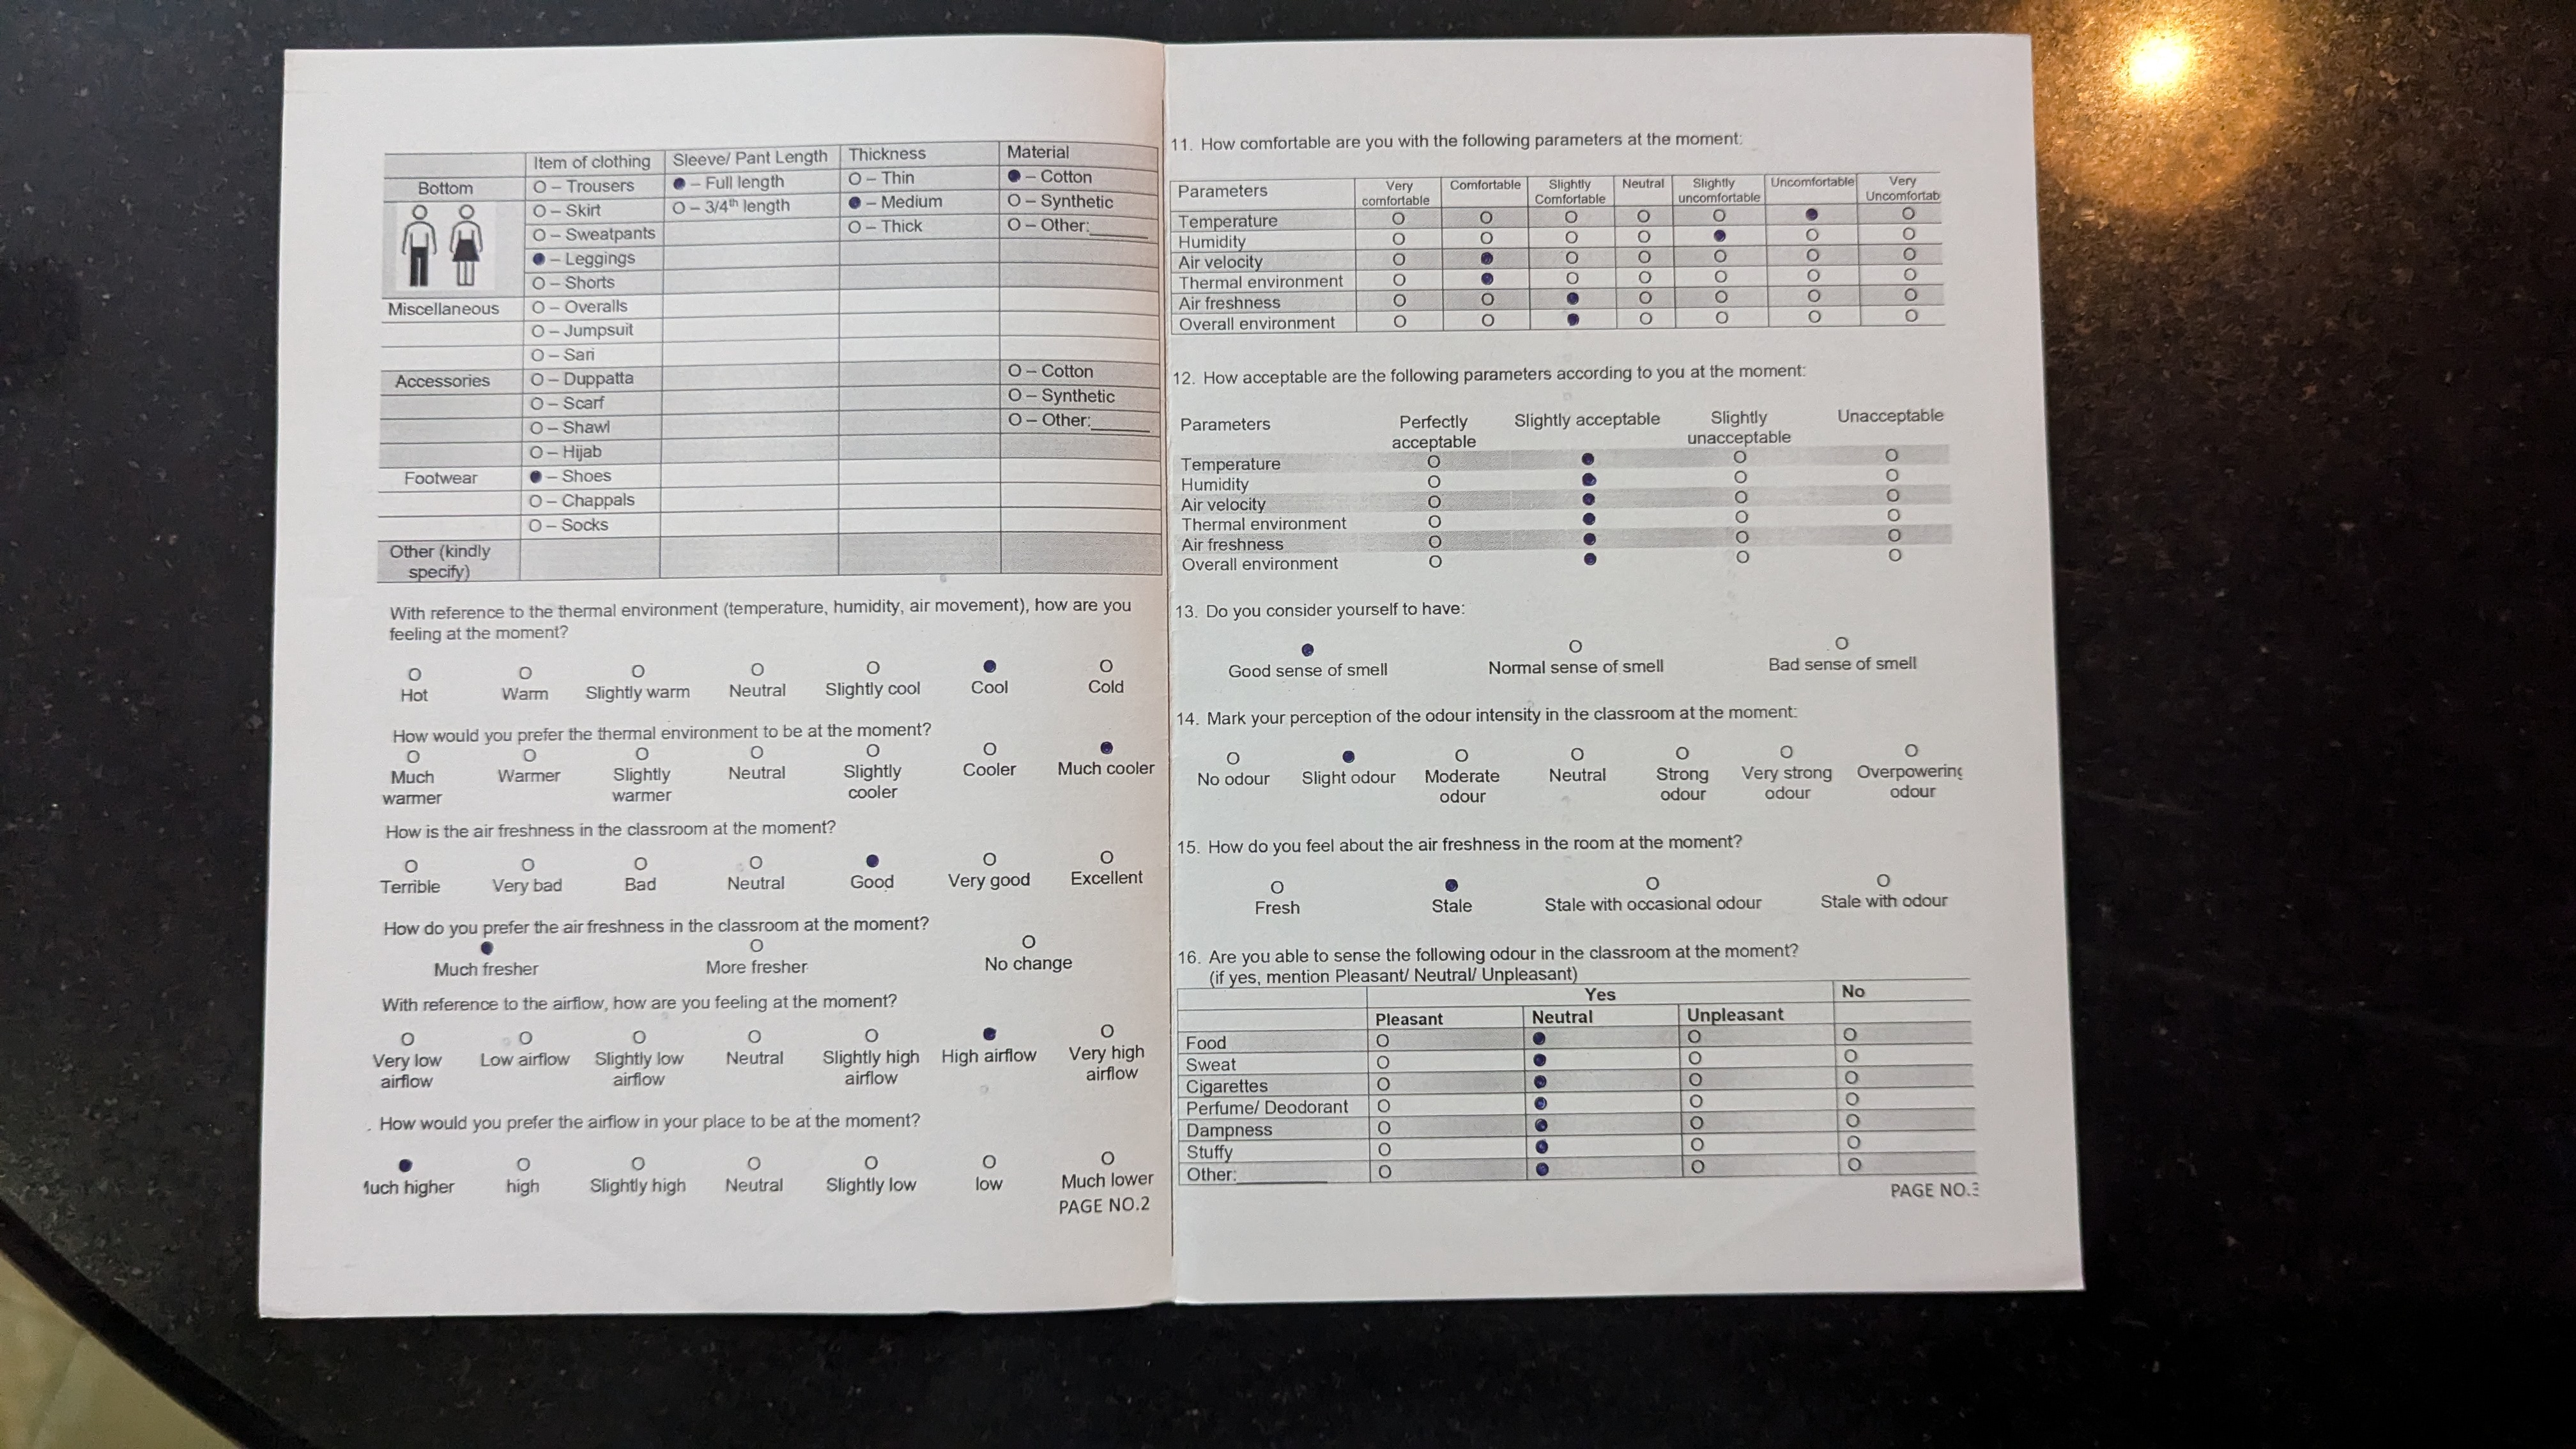 Item of clothing Sleeve/ Pant Length Thickness Material
Bottom O – Trousers ● – Full length O – Thin ● – Cotton
O – Skirt O – 3/4th length ● – Medium O – Synthetic
O – Sweatpants O – Thick O – Other:______
● – Leggings
O – Shorts
Miscellaneous O – Overalls
O – Jumpsuit
O – Sari
Accessories O – Duppatta O – Cotton
O – Scarf O – Synthetic
O – Shawl O – Other:______
O – Hijab
Footwear ● – Shoes
O – Chappals
O – Socks
Other (kindly
specify)
With reference to the thermal environment (temperature, humidity, air movement), how are you
feeling at the moment?
O O O O O ● O
Hot Warm Slightly warm Neutral Slightly cool Cool Cold
How would you prefer the thermal environment to be at the moment?
O O O O O O ●
Much Warmer Slightly Neutral Slightly Cooler Much cooler
warmer warmer cooler
How is the air freshness in the classroom at the moment?
O O O O ● O O
Terrible Very bad Bad Neutral Good Very good Excellent
How do you prefer the air freshness in the classroom at the moment?
● O O
Much fresher More fresher No change
With reference to the airflow, how are you feeling at the moment?
O O O O O ● O
Very low Low airflow Slightly low Neutral Slightly high High airflow Very high
airflow airflow airflow airflow
. How would you prefer the airflow in your place to be at the moment?
● O O O O O O
Much higher high Slightly high Neutral Slightly low low Much lower
PAGE NO.2
11. How comfortable are you with the following parameters at the moment:
Parameters Very Comfortable Slightly Neutral Slightly Uncomfortable Very
comfortable Comfortable uncomfortable Uncomfortab
Temperature O O O O O ● O
Humidity O O O O ● O O
Air velocity O ● O O O O O
Thermal environment O ● O O O O O
Air freshness O O ● O O O O
Overall environment O O ● O O O O
12. How acceptable are the following parameters according to you at the moment:
Parameters Perfectly Slightly acceptable Slightly Unacceptable
acceptable unacceptable
Temperature O ● O O
Humidity O ● O O
Air velocity O ● O O
Thermal environment O ● O O
Air freshness O ● O O
Overall environment O ● O O
13. Do you consider yourself to have:
● O O
Good sense of smell Normal sense of smell Bad sense of smell
14. Mark your perception of the odour intensity in the classroom at the moment:
O ● O O O O O
No odour Slight odour Moderate Neutral Strong Very strong Overpowering
odour odour odour odour
15. How do you feel about the air freshness in the room at the moment?
O ● O O
Fresh Stale Stale with occasional odour Stale with odour
16. Are you able to sense the following odour in the classroom at the moment?
(if yes, mention Pleasant/ Neutral/ Unpleasant)
Yes No
Pleasant Neutral Unpleasant
Food O ● O O
Sweat O ● O O
Cigarettes O ● O O
Perfume/ Deodorant O ● O O
Dampness O ● O O
Stuffy O ● O O
Other:__________ O ● O O
PAGE NO.3